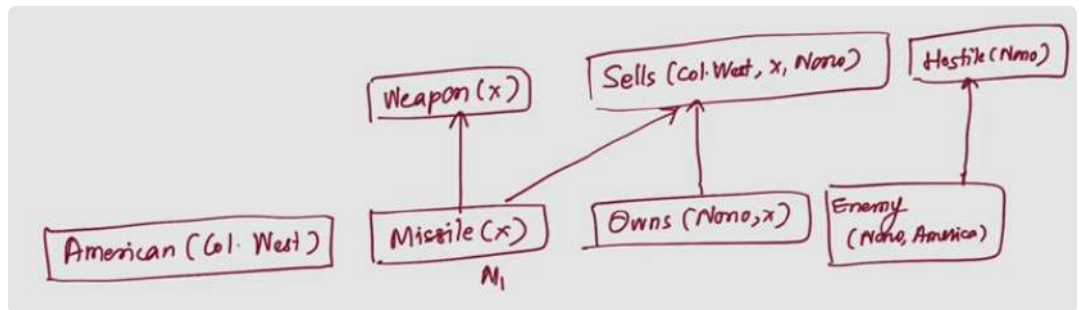 Weapon(x)
Sells (Col. West, x, Nono)
Hostile(Nono)
American (Col. West)
Missile(x)
Owns (Nono,x)
Enemy
(Nono, America)
M1